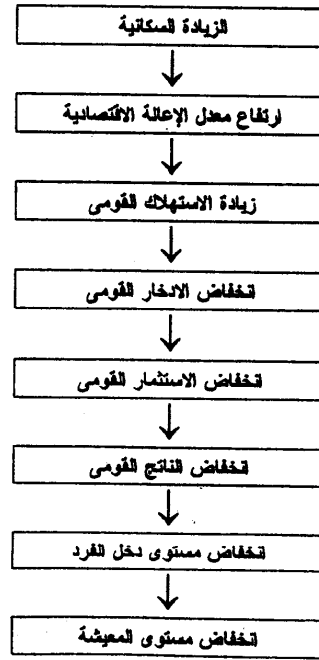 الزيادة السكانية
ارتفاع معدل الإعالة الاقتصادية
زيادة الاستهلاك القومى
انخفاض الادخار القومى
انخفاض الاستثمار القومى
انخفاض الناتج القومى
انخفاض مستوى دخل الفرد
انخفاض مستوى المعيشة